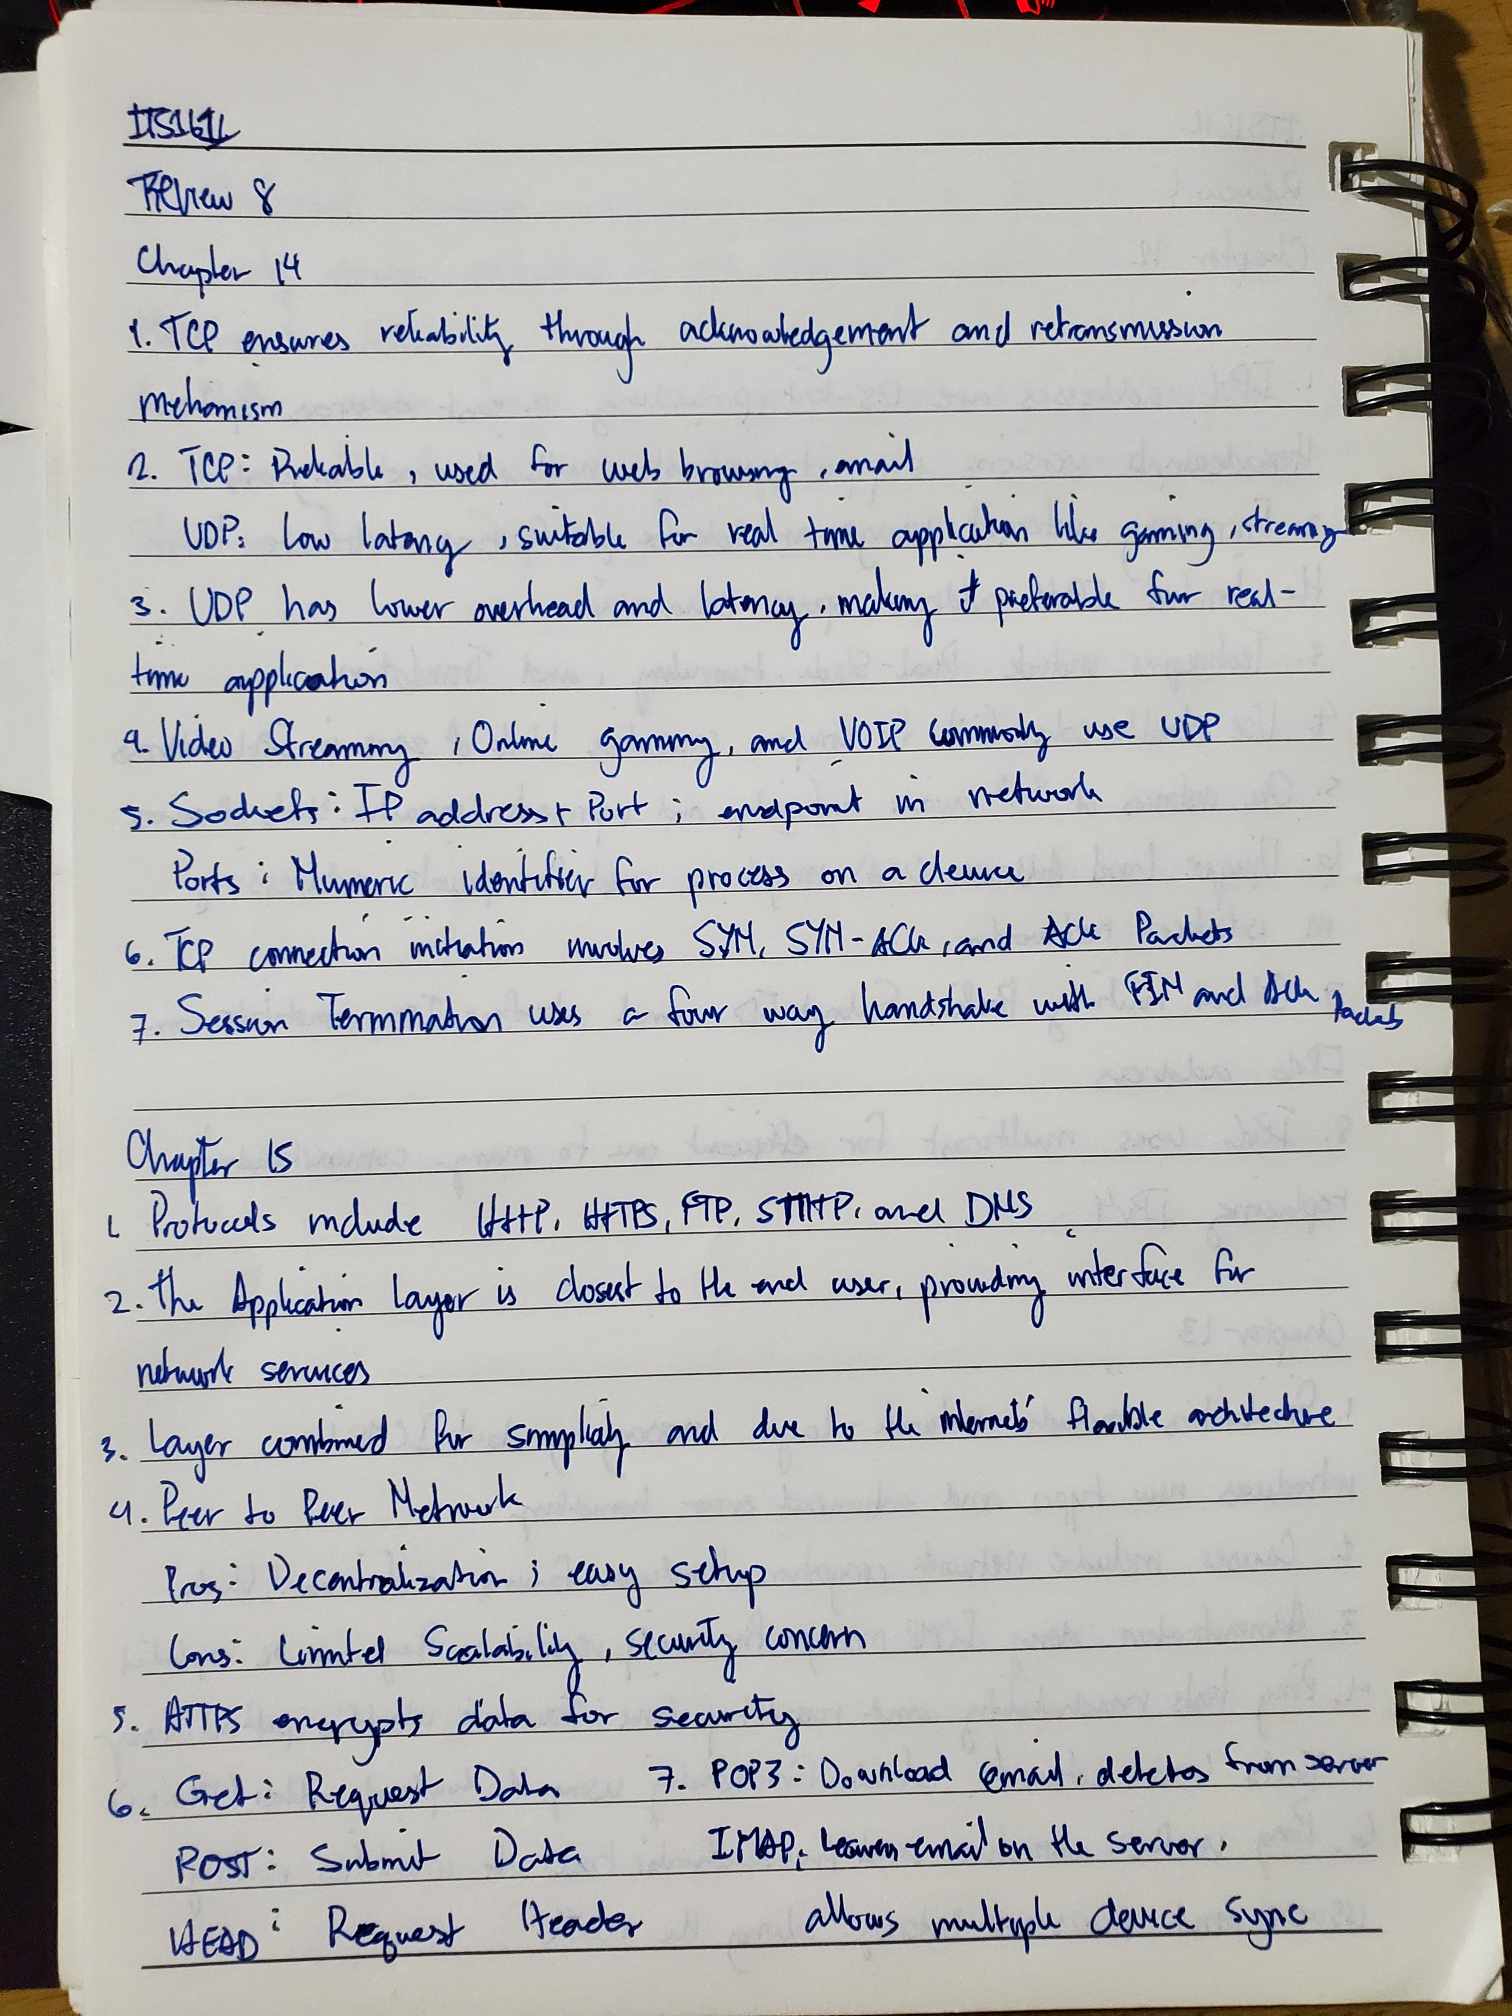 ITS161L
Review 8
Chapter 14
1. TCP ensures reliability through acknowledgement and retransmission
mehanism
2. TCP: Reliable, used for web browsing, email
UDP: low latency, suitable for real time application like gaming, streaming
3. UDP has lower overhead and latency, making it preferable for real-
time application
4. Video Streaming, Online gaming, and VOIP commonly use UDP
5. Sockets: IP address + Port; endpoint in network
Ports: Numeric identifier for process on a device
6. TCP connection initiation involves SYN, SYN-ACK, and ACK Packets
7. Session Termination uses a four way handshake with FIN and Ack Packets
Chapter 15
1. Protocols include HTTP, HTTPS, FTP, SMTP, and DNS
2. The Application Layer is closest to the end user, providing interface for
network services
3. Layer combined for simplicity and due to the internets' flexible architecture
4. Peer to Peer Network
Pros: Decentralization; easy setup
Cons: Limited Scalability, security concern
5. HTTPS encrypts data for security
6. Get: Request Data 7. POP3: Download email, deletes from server
POST: Submit Data IMAP: Leaves email on the server,
HEAD: Request Header allows multiple device sync